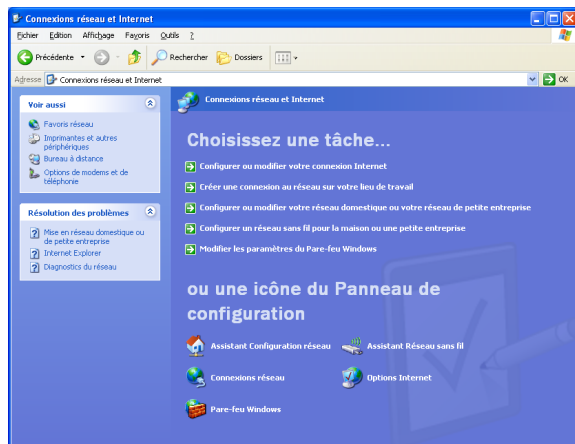 Connexions réseau et Internet
Fichier Edition Affichage Favoris Outils ?
Précédente Rechercher Dossiers
Adresse Connexions réseau et Internet OK
Voir aussi
Favoris réseau
Imprimantes et autres
périphériques
Bureau à distance
Options de modems et de
téléphonie
Résolution des problèmes
Mise en réseau domestique ou
de petite entreprise
Internet Explorer
Diagnostics du réseau
Connexions réseau et Internet
Choisissez une tâche...
Configurer ou modifier votre connexion Internet
Créer une connexion au réseau sur votre lieu de travail
Configurer ou modifier votre réseau domestique ou votre réseau de petite entreprise
Configurer un réseau sans fil pour la maison ou une petite entreprise
Modifier les paramètres du Pare-feu Windows
ou une icône du Panneau de
configuration
Assistant Configuration réseau Assistant Réseau sans fil
Connexions réseau Options Internet
Pare-feu Windows